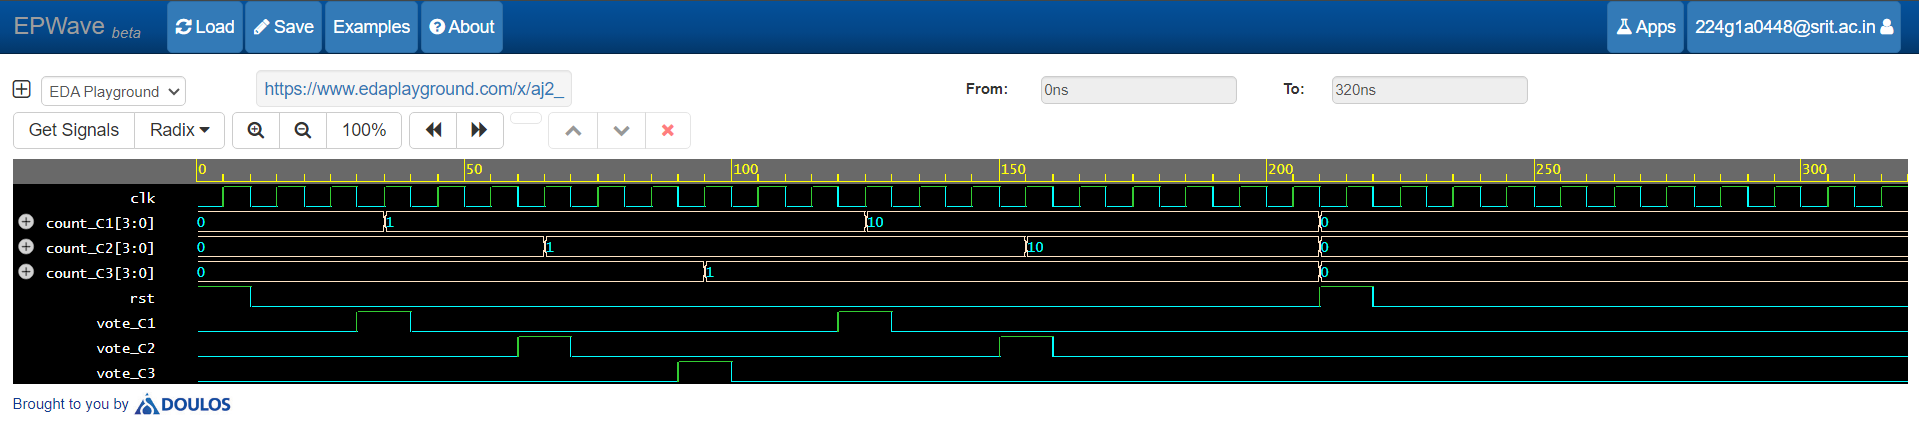 EPWave beta Load Save Examples About Apps 224g1a0448@srit.ac.in
EDA Playground https://www.edaplayground.com/x/aj2_ From: 0ns To: 320ns
Get Signals Radix 100%
0 50 100 150 200 250 300
clk
count_C1[3:0] 0 1 10 0
count_C2[3:0] 0 1 10 0
count_C3[3:0] 0 1 0
rst
vote_C1
vote_C2
vote_C3
Brought to you by DOULOS